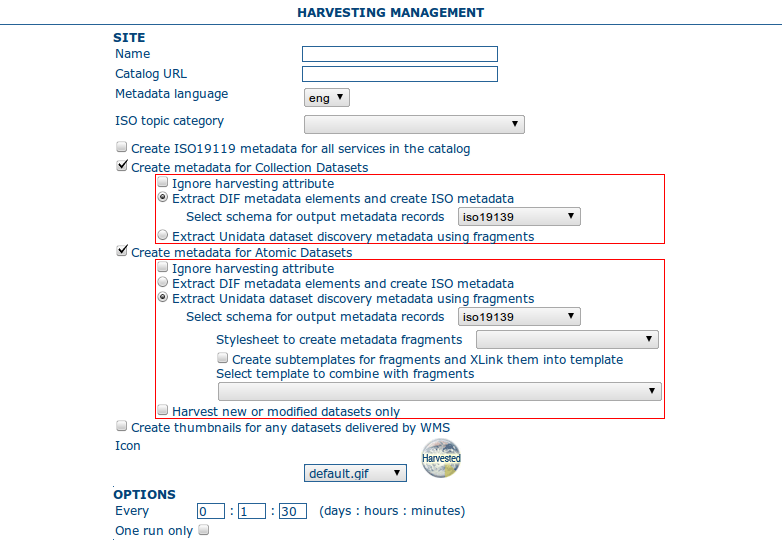 HARVESTING MANAGEMENT
SITE
Name
Catalog URL
Metadata language eng
ISO topic category
Create ISO19119 metadata for all services in the catalog
Create metadata for Collection Datasets
Ignore harvesting attribute
Extract DIF metadata elements and create ISO metadata
Select schema for output metadata records iso19139
Extract Unidata dataset discovery metadata using fragments
Create metadata for Atomic Datasets
Ignore harvesting attribute
Extract DIF metadata elements and create ISO metadata
Extract Unidata dataset discovery metadata using fragments
Select schema for output metadata records iso19139
Stylesheet to create metadata fragments
Create subtemplates for fragments and XLink them into template
Select template to combine with fragments
Harvest new or modified datasets only
Create thumbnails for any datasets delivered by WMS
Icon
Harvested
default.gif
OPTIONS
Every 0 : 1 : 30 (days : hours : minutes)
One run only